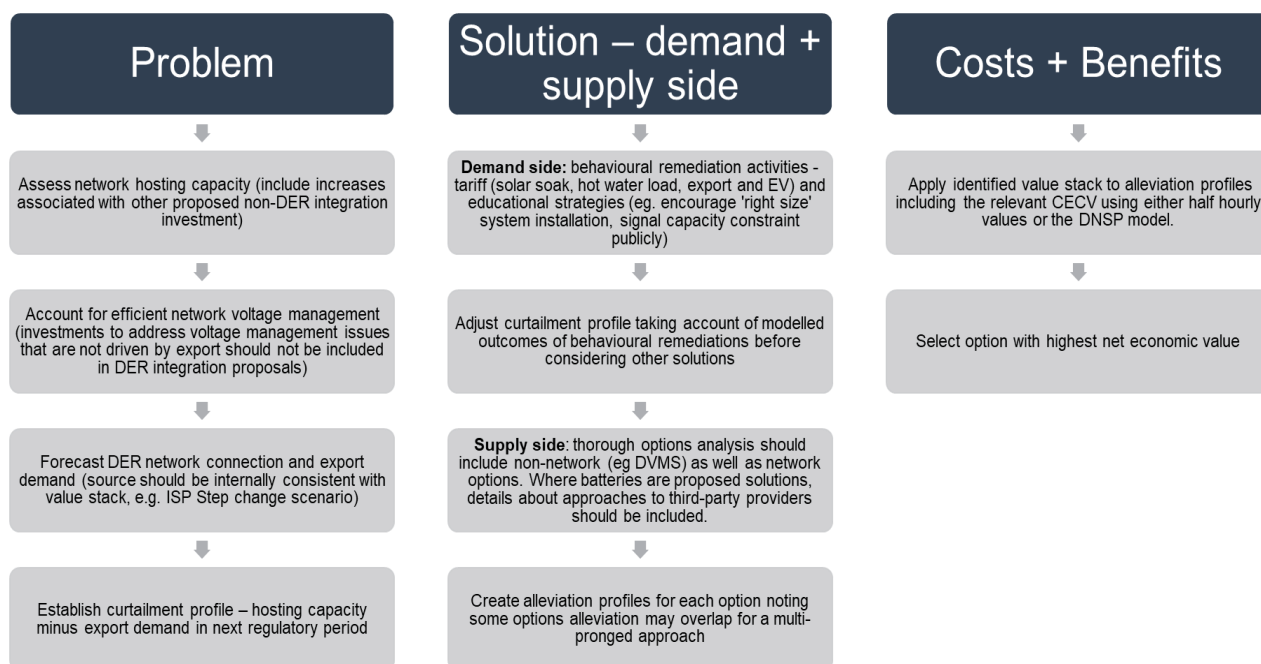 Problem
Assess network hosting capacity (include increases
associated with other proposed non-DER integration
investment)
Account for efficient network voltage management
(investments to address voltage management issues
that are not driven by export should not be included
in DER integration proposals)
Forecast DER network connection and export
demand (source should be internally consistent with
value stack, e.g. ISP Step change scenario)
Establish curtailment profile – hosting capacity
minus export demand in next regulatory period
Solution – demand +
supply side
Demand side: behavioural remediation activities -
tariff (solar soak, hot water load, export and EV) and
educational strategies (eg. encourage 'right size'
system installation, signal capacity constraint
publicly)
Adjust curtailment profile taking account of modelled
outcomes of behavioural remediations before
considering other solutions
Supply side: thorough options analysis should
include non-network (eg DVMS) as well as network
options. Where batteries are proposed solutions,
details about approaches to third-party providers
should be included.
Create alleviation profiles for each option noting
some options alleviation may overlap for a multi-
pronged approach
Costs + Benefits
Apply identified value stack to alleviation profiles
including the relevant CECV using either half hourly
values or the DNSP model.
Select option with highest net economic value